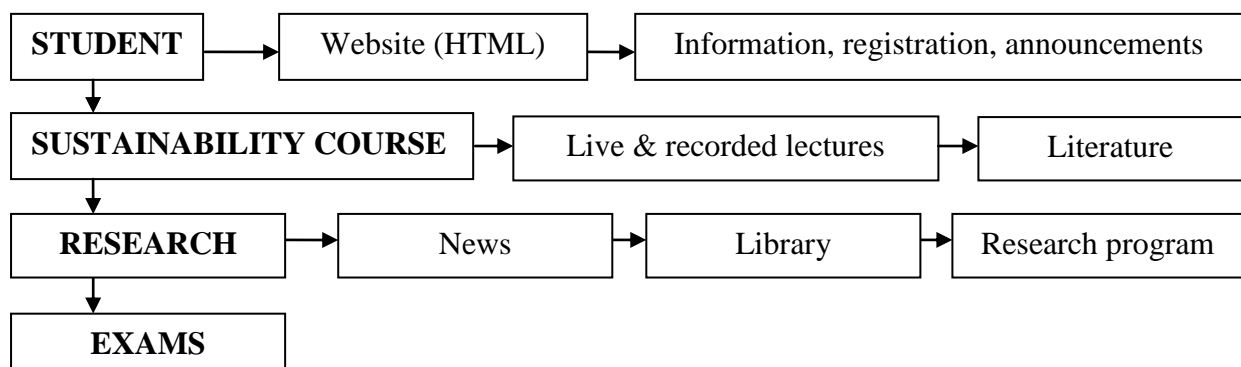 STUDENT
Website (HTML)
Information, registration, announcements
SUSTAINABILITY COURSE
Live & recorded lectures
Literature
RESEARCH
News
Library
Research program
EXAMS